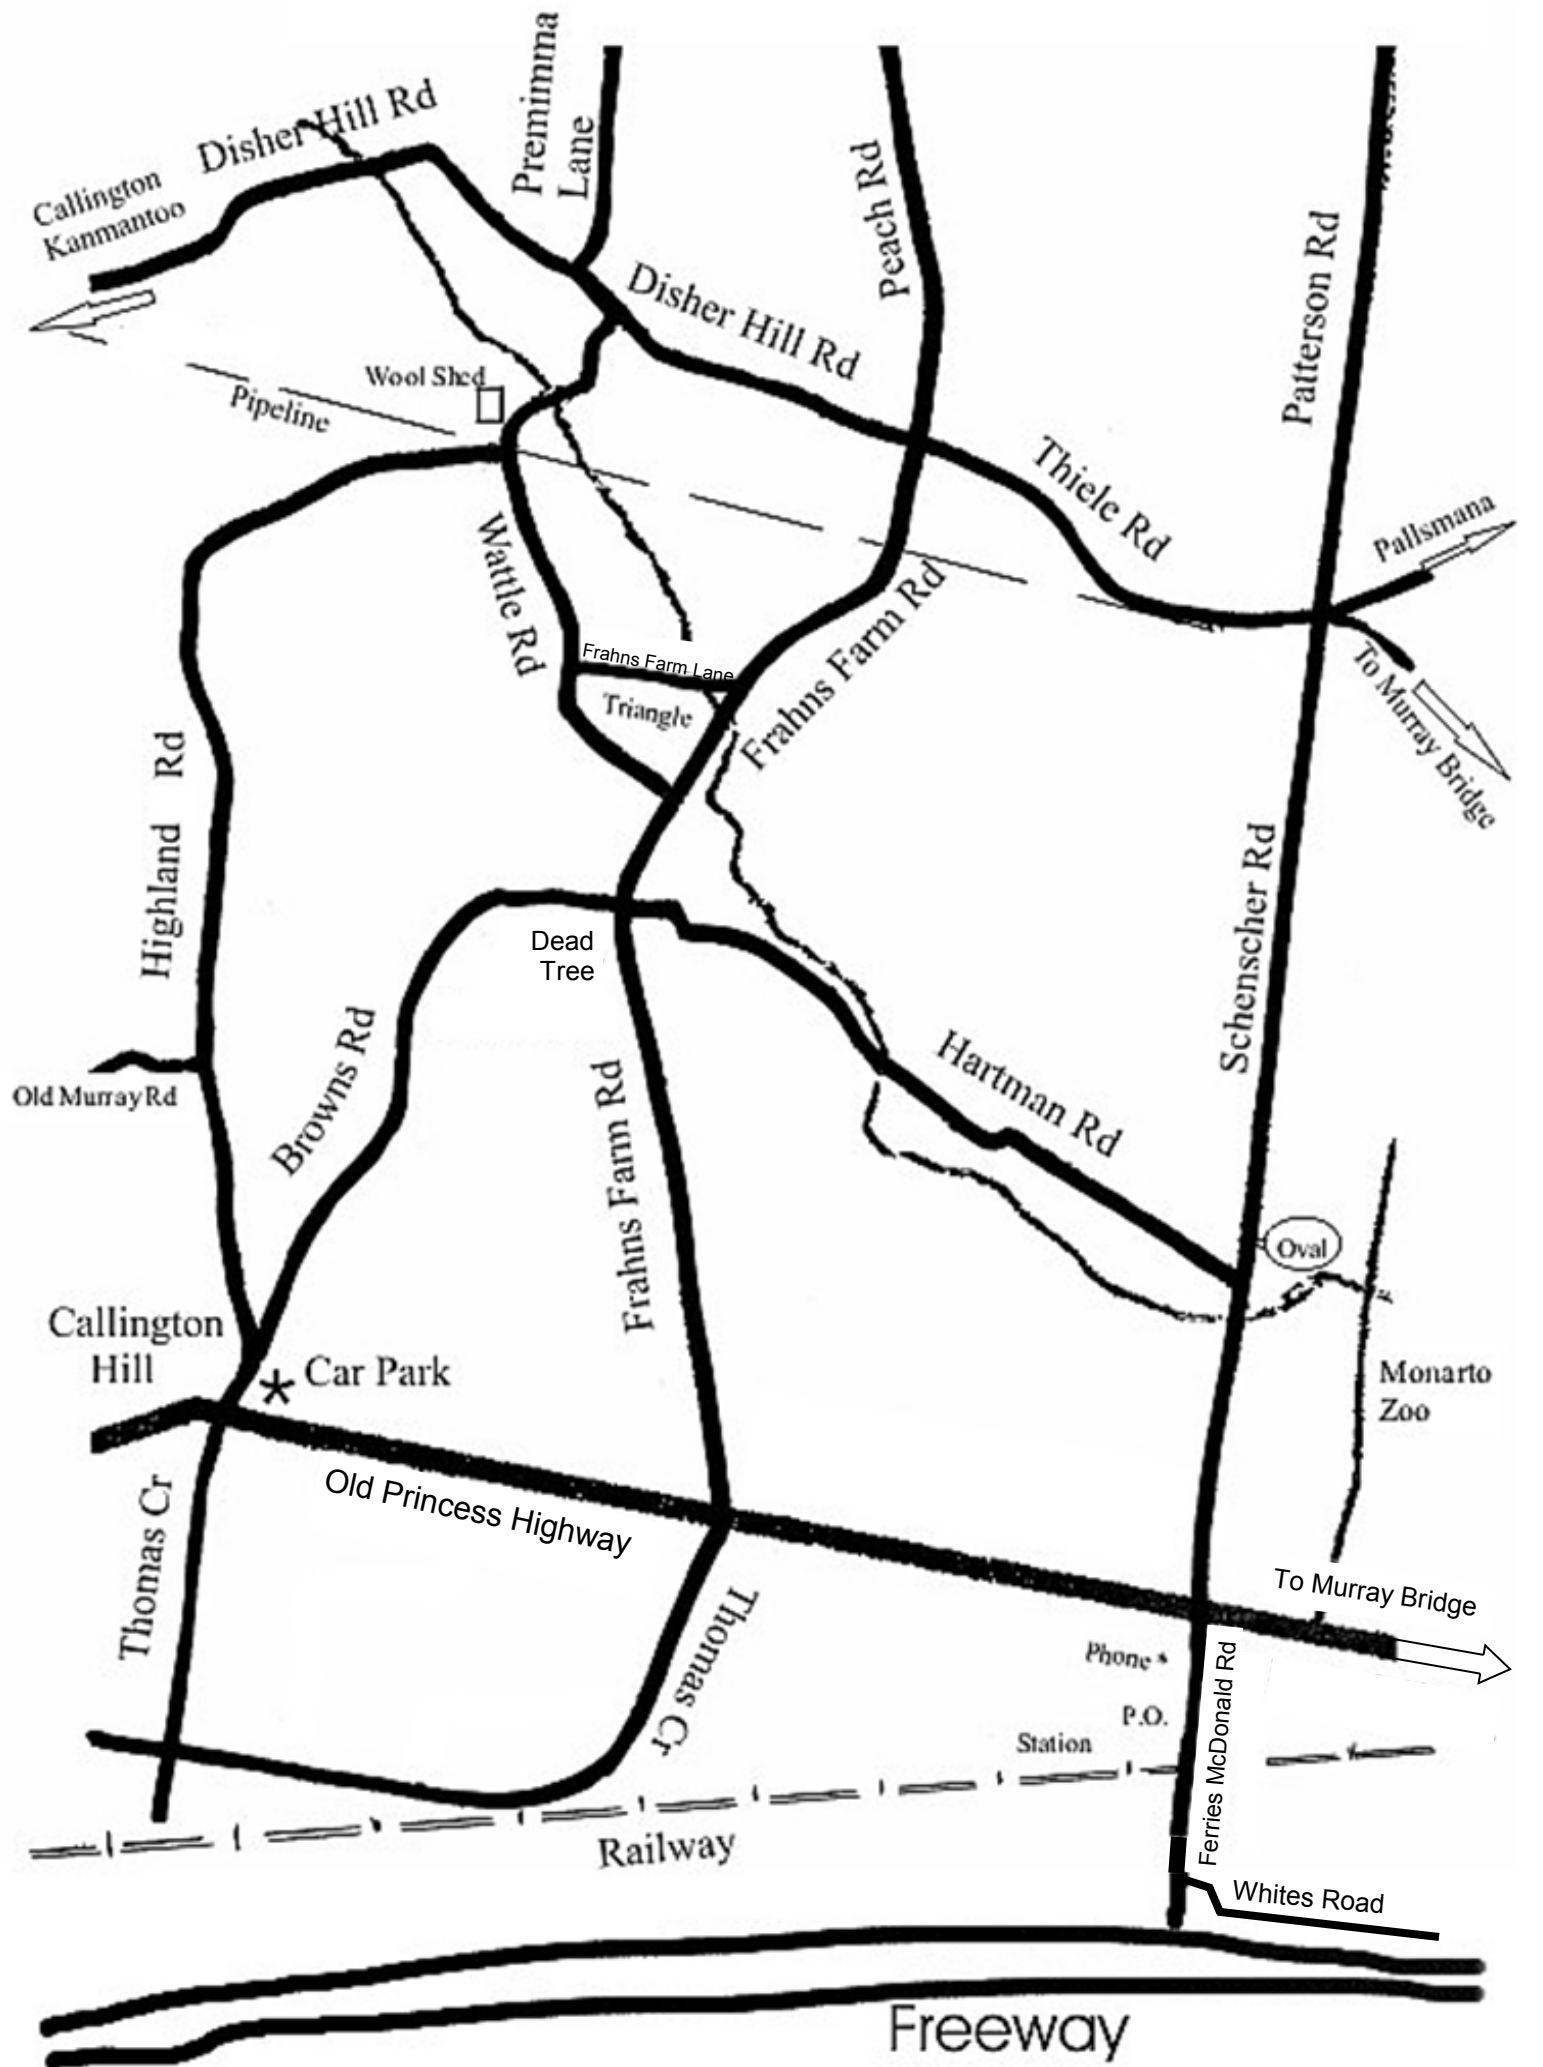 Disher Hill Rd
Premimma
Lane
Peach Rd
Patterson Rd
Callington
Kanmantoo
Disher Hill Rd
Wool Shed
Pipeline
Thiele Rd
Pallsmana
Wattle Rd
Frahns Farm Lane
Triangle
Frahns Farm Rd
To Murray Bridge
Highland Rd
Schenscher Rd
Dead
Tree
Old Murray Rd
Browns Rd
Frahns Farm Rd
Hartman Rd
Oval
Callington
Hill
* Car Park
Monarto
Zoo
Old Princess Highway
Thomas Cr
Thomas Cr
To Murray Bridge
Phone *
P.O.
Station
Ferries McDonald Rd
Railway
Whites Road
Freeway